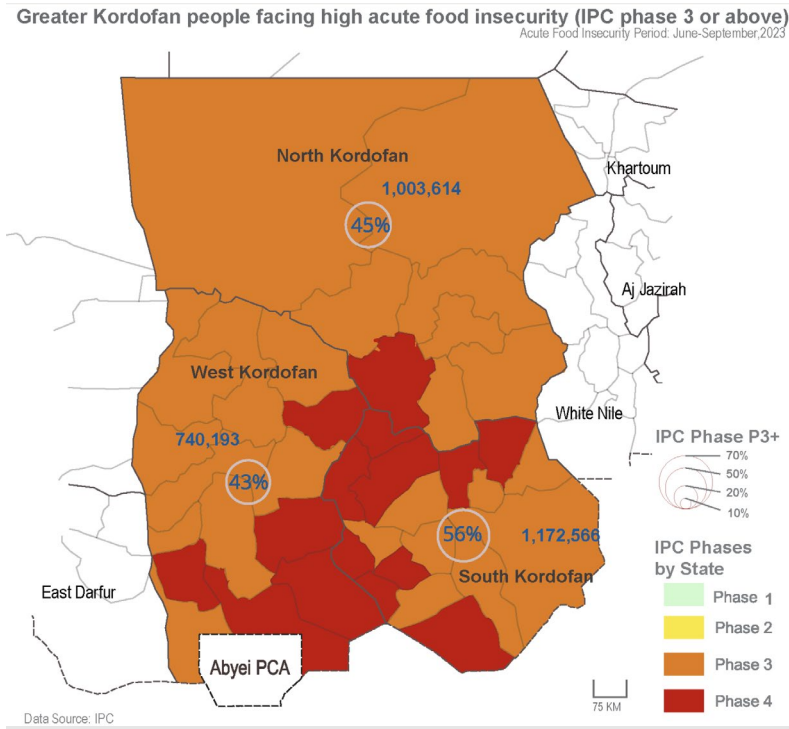 Greater Kordofan people facing high acute food insecurity (IPC phase 3 or above)
Acute Food Insecurity Period: June-September,2023
North Kordofan
1,003,614
45%
Khartoum
Aj Jazirah
West Kordofan
White Nile
740,193
43%
56%
1,172,566
South Kordofan
East Darfur
Abyei PCA
IPC Phase P3+
70%
50%
20%
10%
IPC Phases
by State
Phase 1
Phase 2
Phase 3
Phase 4
75 KM
Data Source: IPC